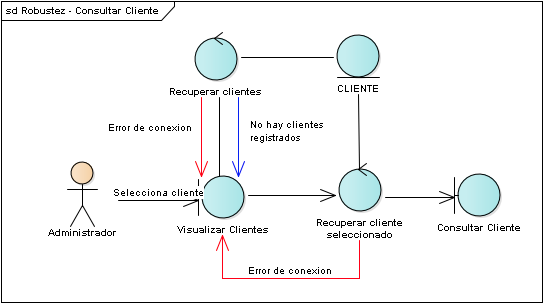 sd Robustez - Consultar Cliente
Recuperar clientes
CLIENTE
Error de conexion
No hay clientes
registrados
Selecciona cliente
Administrador
Visualizar Clientes
Recuperar cliente
seleccionado
Consultar Cliente
Error de conexion